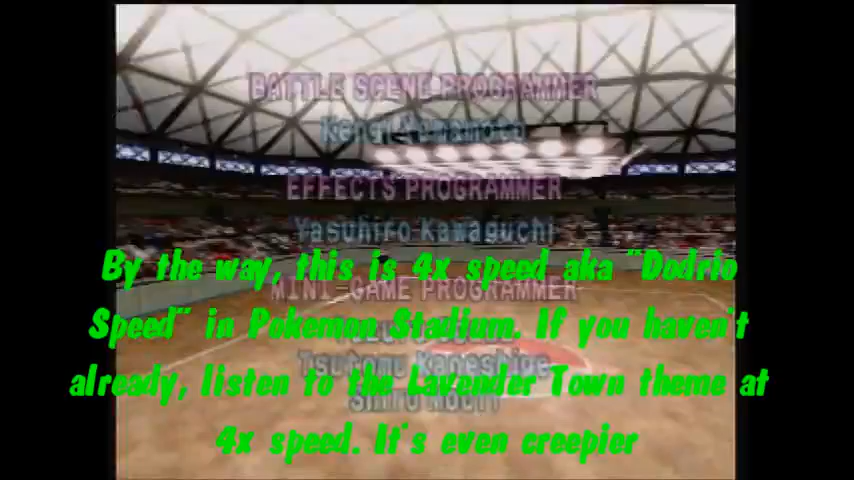 BATTLE SCENE PROGRAMMER
Kenji Yamamoto
EFFECTS PROGRAMMER
Yasuhiro Kawaguchi
By the way, this is 4x speed aka "Dodrio
MINI-GAME PROGRAMMER
Speed" in Pokemon Stadium. If you haven't
Tsutomu Kaneshige
already, listen to the Lavender Town theme at
4x speed. It's even creepier